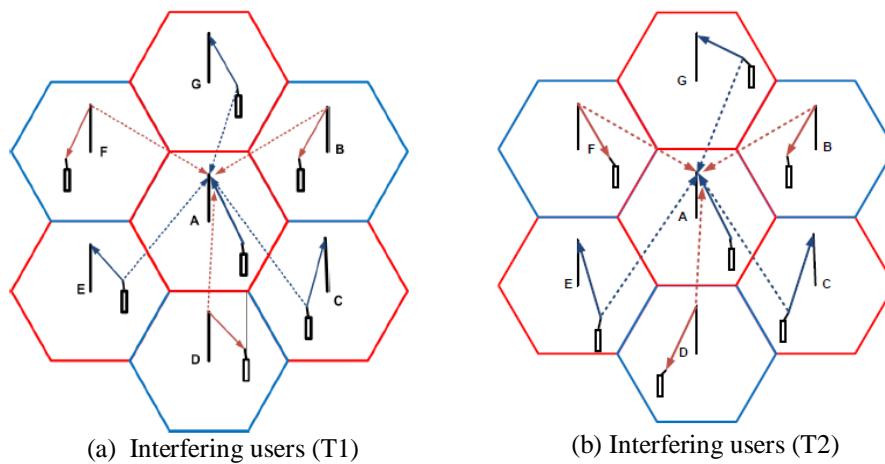 G
G
F
B
F
B
A
A
E
C
E
C
D
D
(a) Interfering users (T1)
(b) Interfering users (T2)